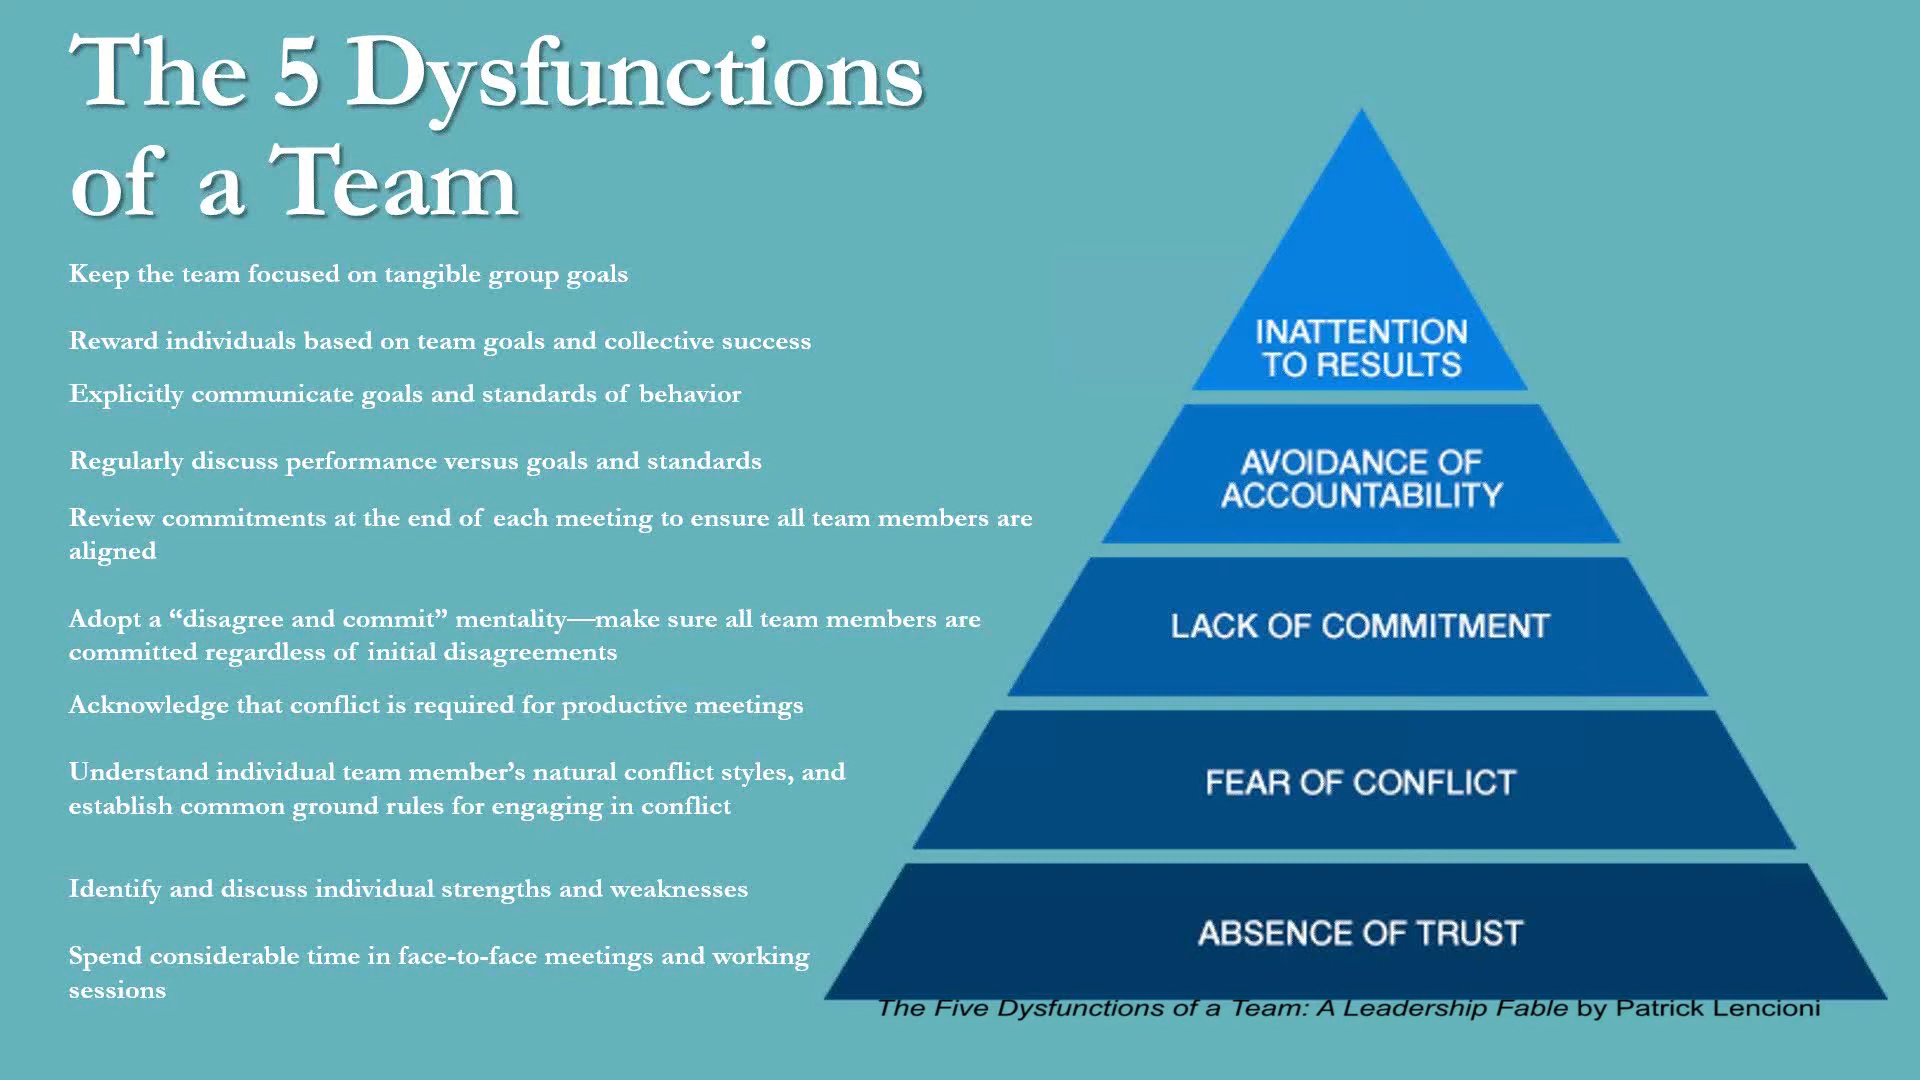 The 5 Dysfunctions
of a Team
Keep the team focused on tangible group goals
Reward individuals based on team goals and collective success
Explicitly communicate goals and standards of behavior
Regularly discuss performance versus goals and standards
Review commitments at the end of each meeting to ensure all team members are
aligned
Adopt a “disagree and commit” mentality—make sure all team members are
committed regardless of initial disagreements
Acknowledge that conflict is required for productive meetings
Understand individual team member’s natural conflict styles, and
establish common ground rules for engaging in conflict
Identify and discuss individual strengths and weaknesses
Spend considerable time in face-to-face meetings and working
sessions
INATTENTION
TO RESULTS
AVOIDANCE OF
ACCOUNTABILITY
LACK OF COMMITMENT
FEAR OF CONFLICT
ABSENCE OF TRUST
The Five Dysfunctions of a Team: A Leadership Fable by Patrick Lencioni